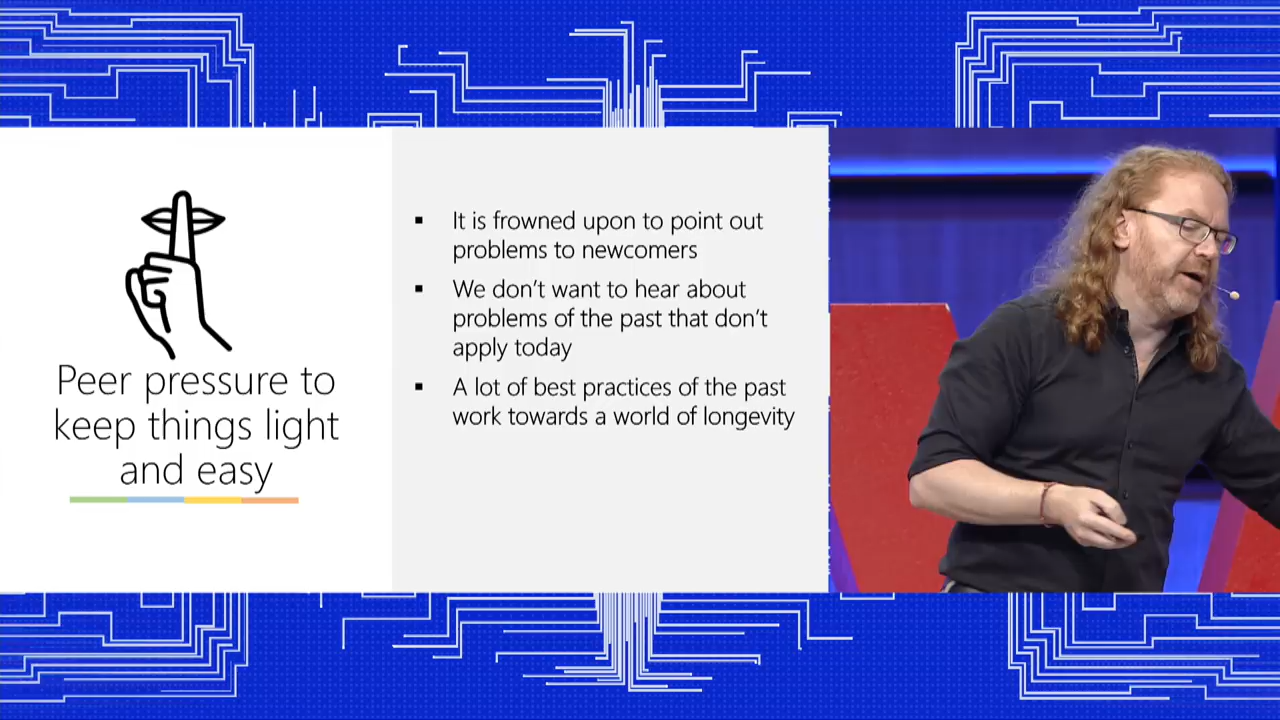 Peer pressure to
keep things light
and easy
▪ It is frowned upon to point out
problems to newcomers
▪ We don't want to hear about
problems of the past that don't
apply today
▪ A lot of best practices of the past
work towards a world of longevity